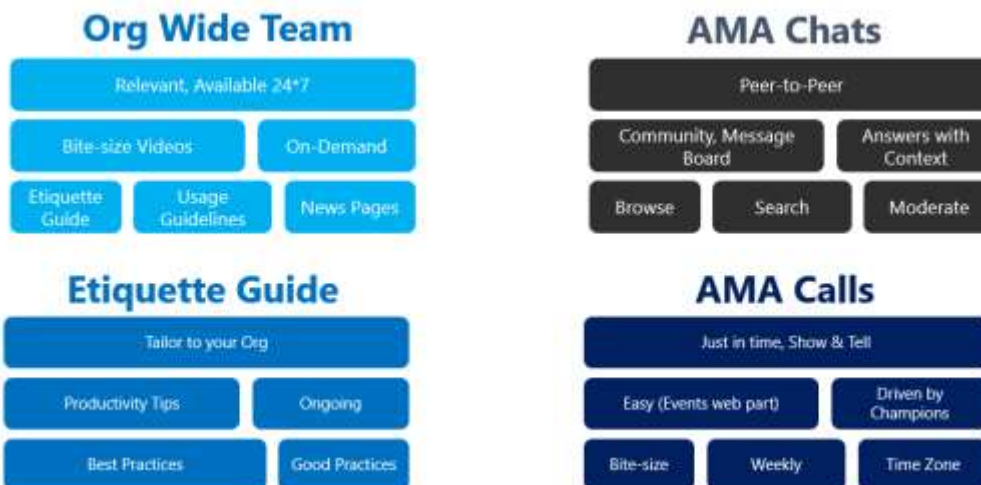 Org Wide Team
Relevant, Available 24*7
Bite-size Videos
On-Demand
Etiquette
Guide
Usage
Guidelines
News Pages
AMA Chats
Peer-to-Peer
Community, Message
Board
Answers with
Context
Browse
Search
Moderate
Etiquette Guide
Tailor to your Org
Productivity Tips
Ongoing
Best Practices
Good Practices
AMA Calls
Just in time, Show & Tell
Easy (Events web part)
Driven by
Champions
Bite-size
Weekly
Time Zone